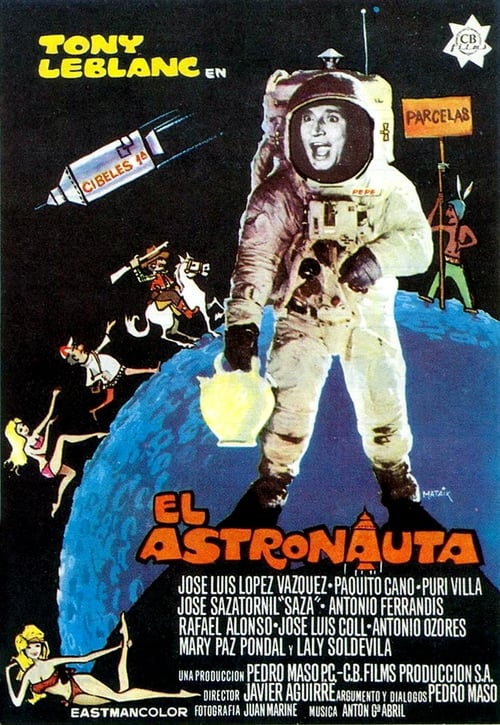 TONY
LEBLANC EN
CB
films
PARCELAS
CIBELES 1ª
PEPE
MATAIX
EL
ASTRONAUTA
JOSE LUIS LOPEZ VAZQUEZ • PAQUITO CANO • PURI VILLA
JOSE SAZATORNIL "SAZA" • ANTONIO FERRANDIS
RAFAEL ALONSO • JOSE LUIS COLL • ANTONIO OZORES
MARY PAZ PONDAL Y LALY SOLDEVILA
UNA PRODUCCION PEDRO MASO PC.-C.B. FILMS PRODUCCION S.A.
DIRECTOR JAVIER AGUIRRE ARGUMENTO Y DIALOGOS PEDRO MASO
EASTMANCOLOR FOTOGRAFIA JUAN MARINE MUSICA ANTON Gª ABRIL